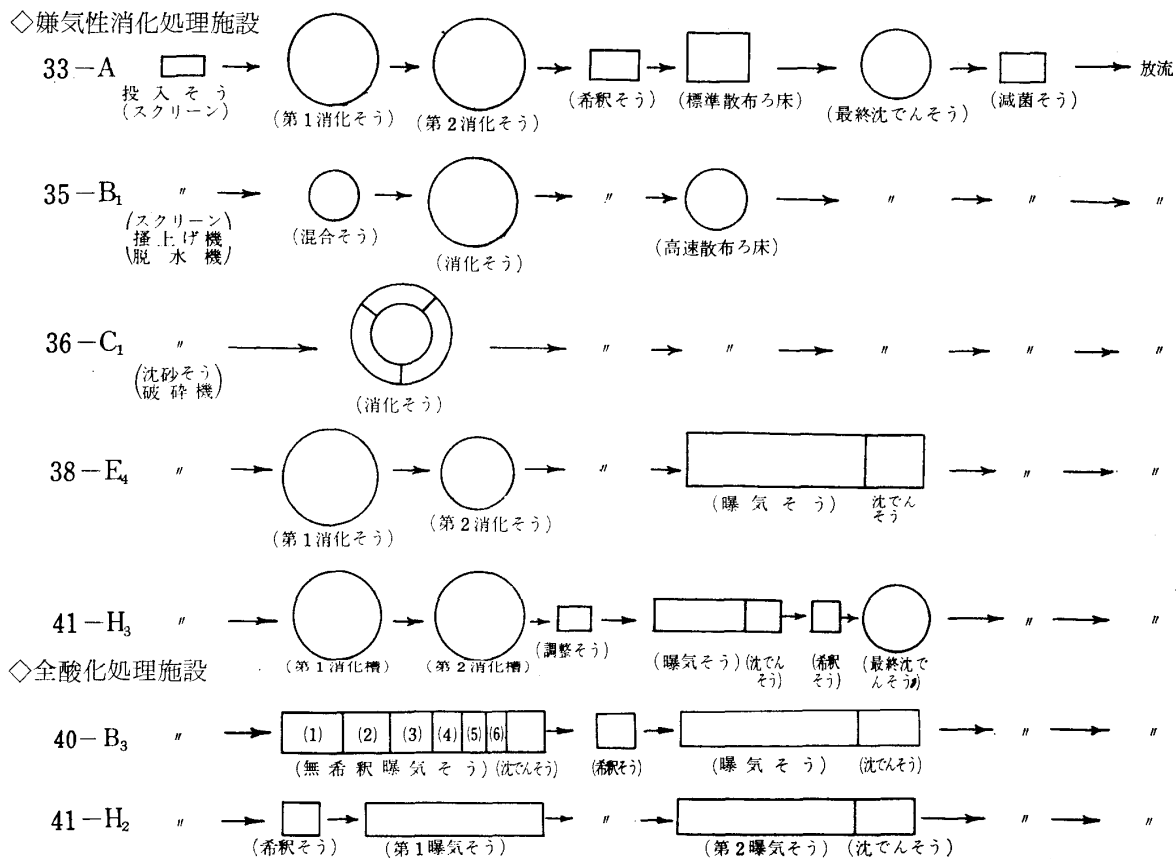 ◇嫌気性消化処理施設
33－A 投入そう (スクリーン) → (第1消化そう) → (第2消化そう) → (希釈そう) → (標準散布ろ床) → (最終沈でんそう) → (減菌そう) → 放流
35－B₁ 〃 (スクリーン 掻上げ機 脱水機) → (混合そう) → (消化そう) → 〃 → (高速散布ろ床) → 〃 → 〃 → 〃
36－C₁ 〃 (沈砂そう 破砕機) → (消化そう) → 〃 → 〃 → 〃 → 〃 → 〃
38－E₄ 〃 → (第1消化そう) → (第2消化そう) → 〃 → (曝気そう) 沈でんそう → 〃 → 〃
41－H₃ 〃 → (第1消化槽) → (第2消化槽) → (調整そう) → (曝気そう) (沈でんそう) → (希釈そう) → (最終沈でんそう) → 〃 → 〃
◇全酸化処理施設
40－B₃ 〃 → (1) (2) (3) (4) (5) (6) (無希釈曝気そう) (沈でんそう) → (希釈そう) → (曝気そう) (沈でんそう) → 〃 → 〃
41－H₂ 〃 → (希釈そう) → (第1曝気そう) → 〃 → (第2曝気そう) (沈でんそう) → 〃 → 〃